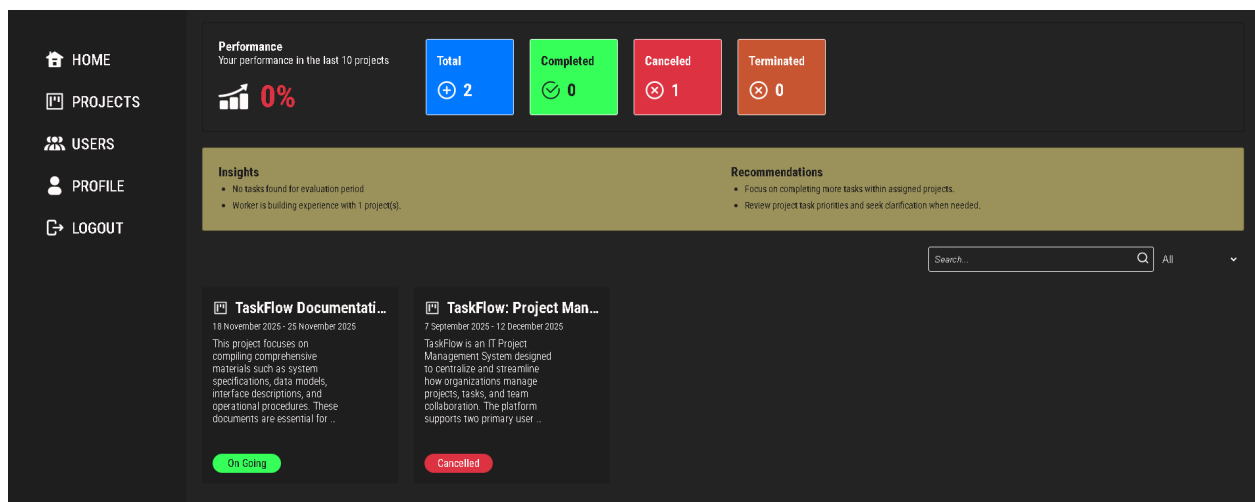 HOME
PROJECTS
USERS
PROFILE
LOGOUT
Performance
Your performance in the last 10 projects
0%
Total
2
Completed
0
Canceled
1
Terminated
0
Insights
No tasks found for evaluation period
Worker is building experience with 1 project(s).
Recommendations
Focus on completing more tasks within assigned projects.
Review project task priorities and seek clarification when needed.
Search...
All
TaskFlow Documentati...
18 November 2025 - 25 November 2025
This project focuses on
compiling comprehensive
materials such as system
specifications, data models,
interface descriptions, and
operational procedures. These
documents are essential for ...
On Going
TaskFlow: Project Man...
7 September 2025 - 12 December 2025
TaskFlow is an IT Project
Management System designed
to centralize and streamline
how organizations manage
projects, tasks, and team
collaboration. The platform
supports two primary user ...
Cancelled